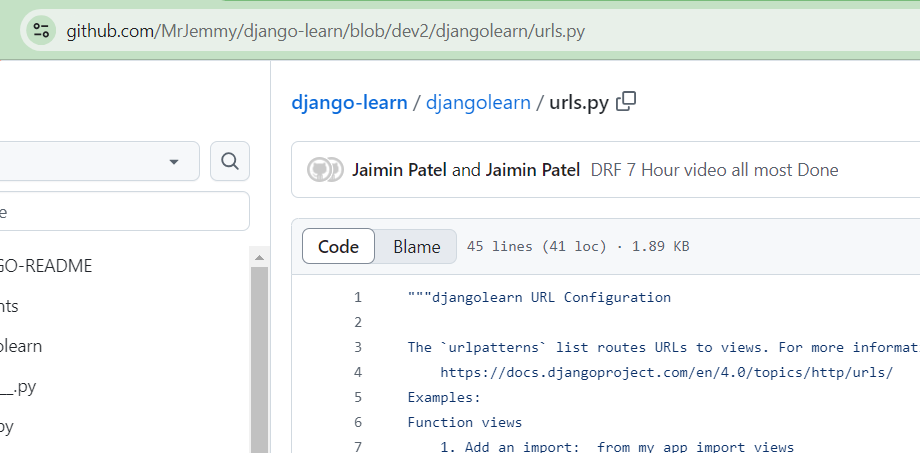 github.com/MrJemmy/django-learn/blob/dev2/djangolearn/urls.py
django-learn / djangolearn / urls.py
Jaimin Patel and Jaimin Patel DRF 7 Hour video all most Done
e
GO-README
nts
olearn
__.py
py
Code Blame 45 lines (41 loc) · 1.89 KB
1 """djangolearn URL Configuration
2
3 The `urlpatterns` list routes URLs to views. For more informat
4 https://docs.djangoproject.com/en/4.0/topics/http/urls/
5 Examples:
6 Function views
7 1. Add an import: from my_app import views